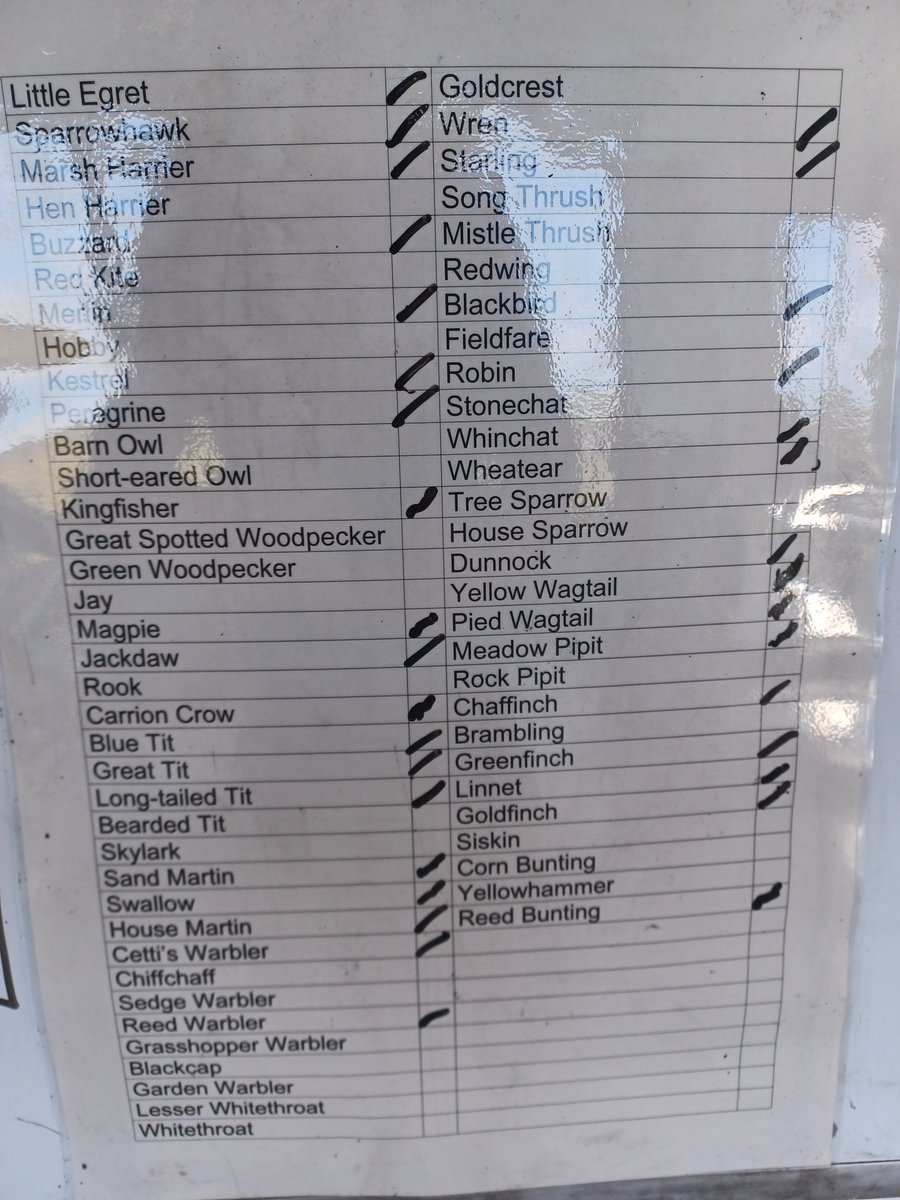 Little Egret
Sparrowhawk
Marsh Harrier
Hen Harrier
Buzzard
Red Kite
Merlin
Hobby
Kestrel
Peregrine
Barn Owl
Short-eared Owl
Kingfisher
Great Spotted Woodpecker
Green Woodpecker
Jay
Magpie
Jackdaw
Rook
Carrion Crow
Blue Tit
Great Tit
Long-tailed Tit
Bearded Tit
Skylark
Sand Martin
Swallow
House Martin
Cetti's Warbler
Chiffchaff
Sedge Warbler
Reed Warbler
Grasshopper Warbler
Blackcap
Garden Warbler
Lesser Whitethroat
Whitethroat
Goldcrest
Wren
Starling
Song Thrush
Mistle Thrush
Redwing
Blackbird
Fieldfare
Robin
Stonechat
Whinchat
Wheatear
Tree Sparrow
House Sparrow
Dunnock
Yellow Wagtail
Pied Wagtail
Meadow Pipit
Rock Pipit
Chaffinch
Brambling
Greenfinch
Linnet
Goldfinch
Siskin
Corn Bunting
Yellowhammer
Reed Bunting